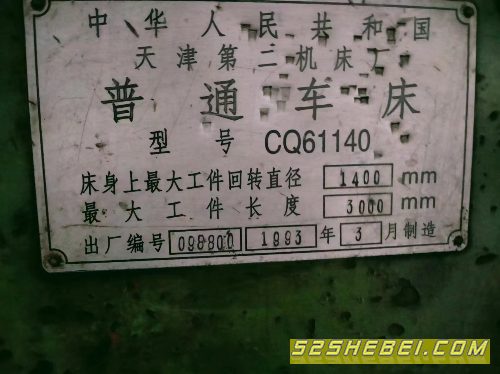 中华人民共和国
天津第二机床厂
普通车床
型号 CQ61140
床身上最大工件回转直径 1400 mm
最大工件长度 3000 mm
出厂编号 098800 1993 年 3 月制造
52SHEBEI.COM